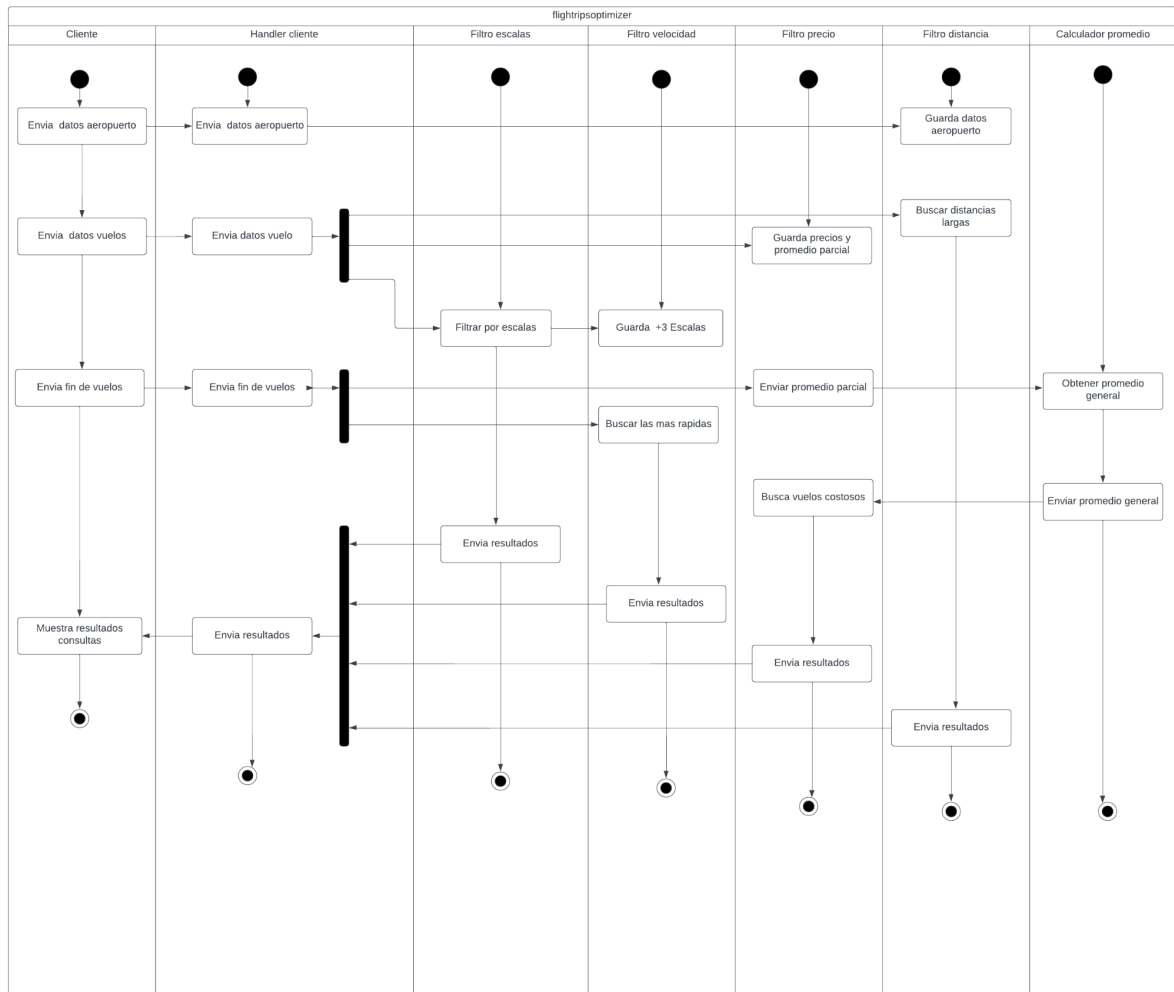 flightripsoptimizer
Cliente
Handler cliente
Filtro escalas
Filtro velocidad
Filtro precio
Filtro distancia
Calculador promedio
Envia datos aeropuerto
Envia datos aeropuerto
Guarda datos
aeropuerto
Envia datos vuelos
Envia datos vuelo
Buscar distancias
largas
Guarda precios y
promedio parcial
Filtrar por escalas
Guarda +3 Escalas
Envia fin de vuelos
Envia fin de vuelos
Enviar promedio parcial
Obtener promedio
general
Buscar las mas rapidas
Busca vuelos costosos
Enviar promedio general
Envia resultados
Envia resultados
Muestra resultados
consultas
Envia resultados
Envia resultados
Envia resultados